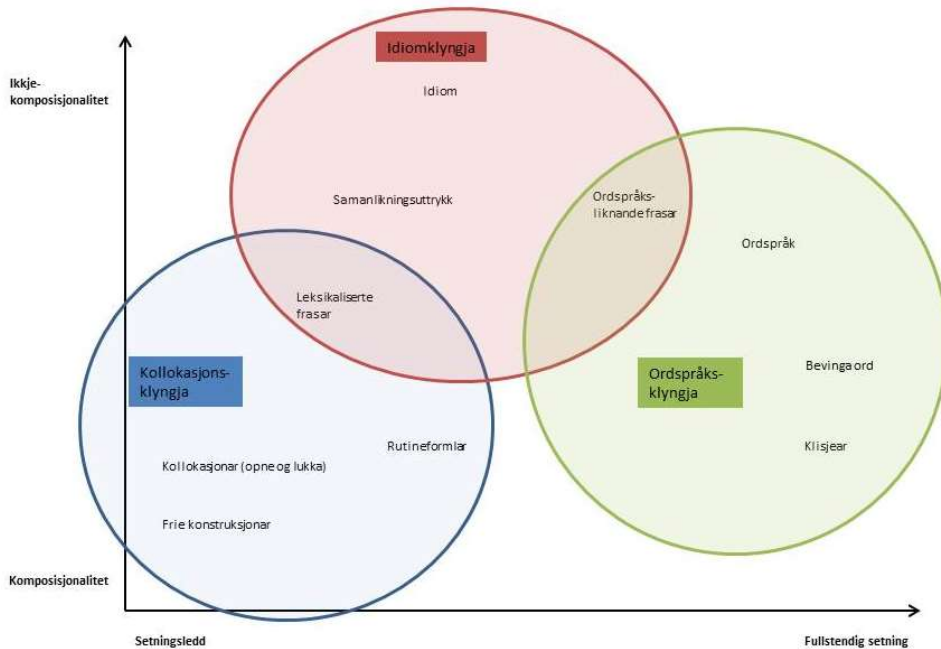 Idiomklyngja
Idiom
Ikkje-
komposisjonalitet
Samanlikningsuttrykk
Ordspråks-
liknande frasar
Ordspråk
Leksikaliserte
frasar
Kollokasjons-
klyngja
Ordspråks-
klyngja
Bevinga ord
Rutineformlar
Klisjear
Kollokasjonar (opne og lukka)
Frie konstruksjonar
Komposisjonalitet
Setningsledd
Fullstendig setning